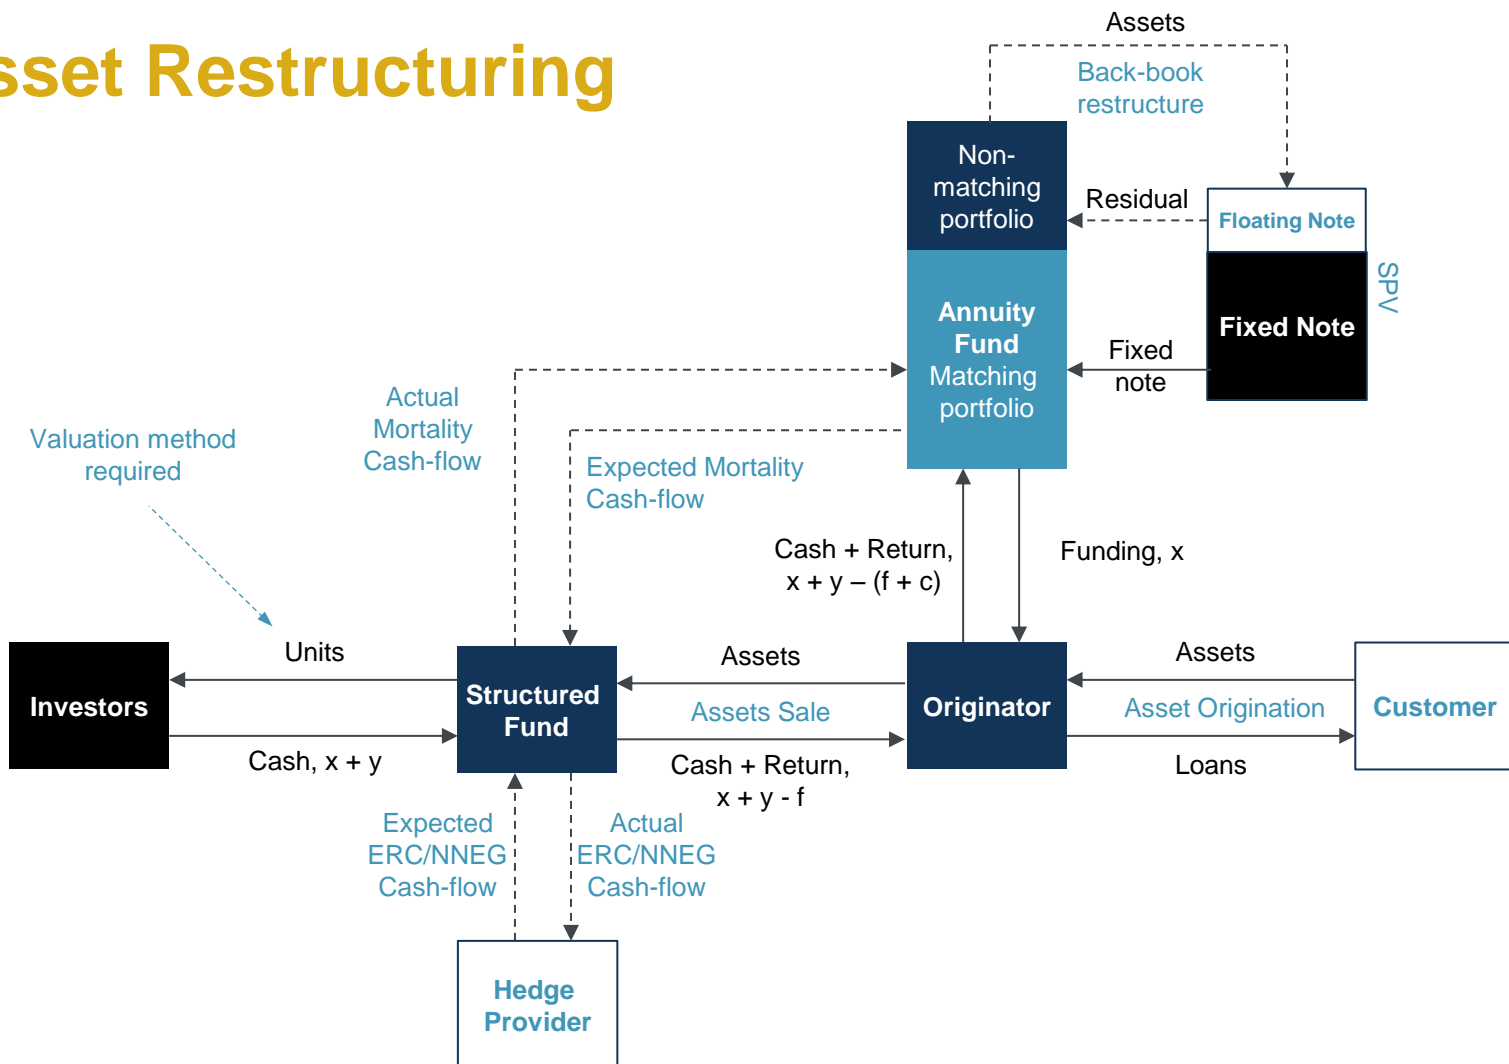 sset Restructuring
Assets
Back-book
restructure
Non-
matching
portfolio
Residual
Floating Note
SPV
Annuity
Fund
Matching
portfolio
Fixed
note
Fixed Note
Actual
Mortality
Cash-flow
Valuation method
required
Expected Mortality
Cash-flow
Cash + Return,
x + y – (f + c)
Funding, x
Units
Assets
Assets
Investors
Structured
Fund
Assets Sale
Originator
Asset Origination
Customer
Cash, x + y
Cash + Return,
x + y - f
Loans
Expected
ERC/NNEG
Cash-flow
Actual
ERC/NNEG
Cash-flow
Hedge
Provider